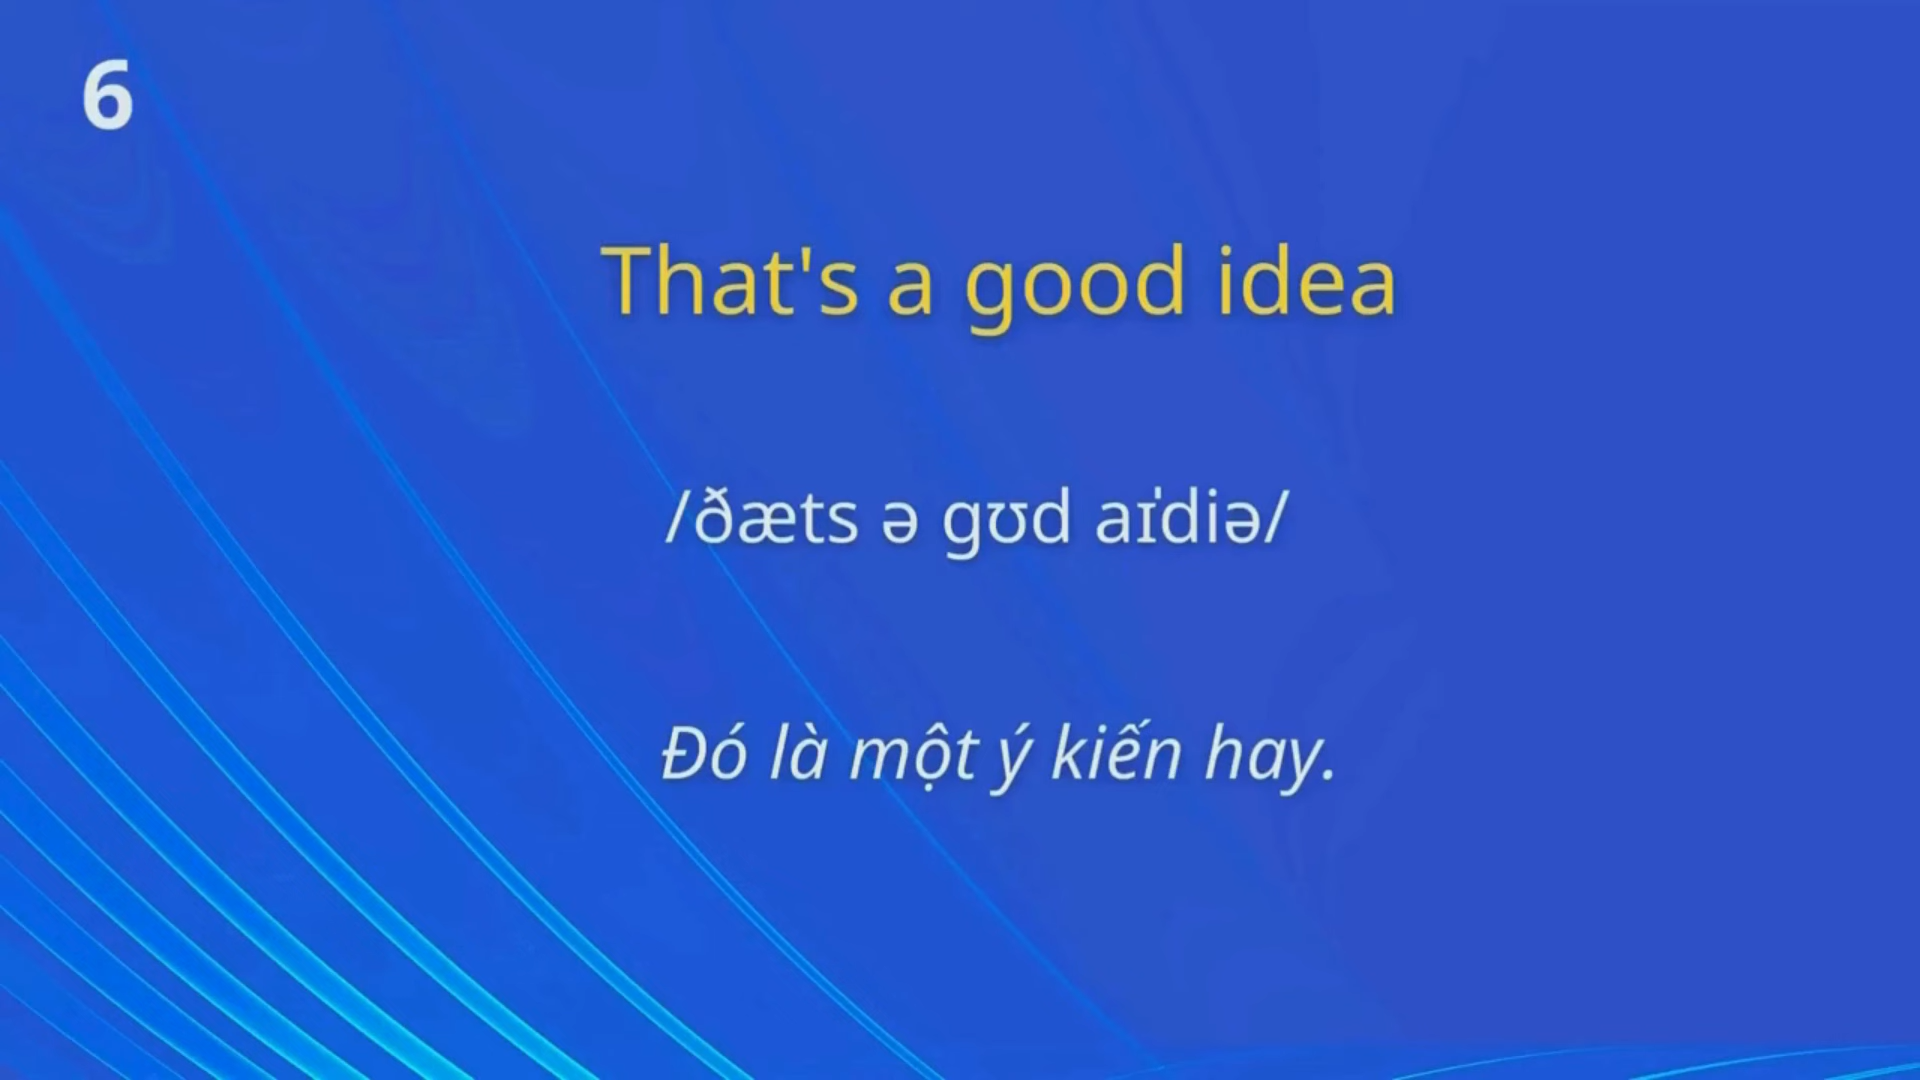 6
That's a good idea
/ðæts ə gʊd aɪˈdiə/
Đó là một ý kiến hay.